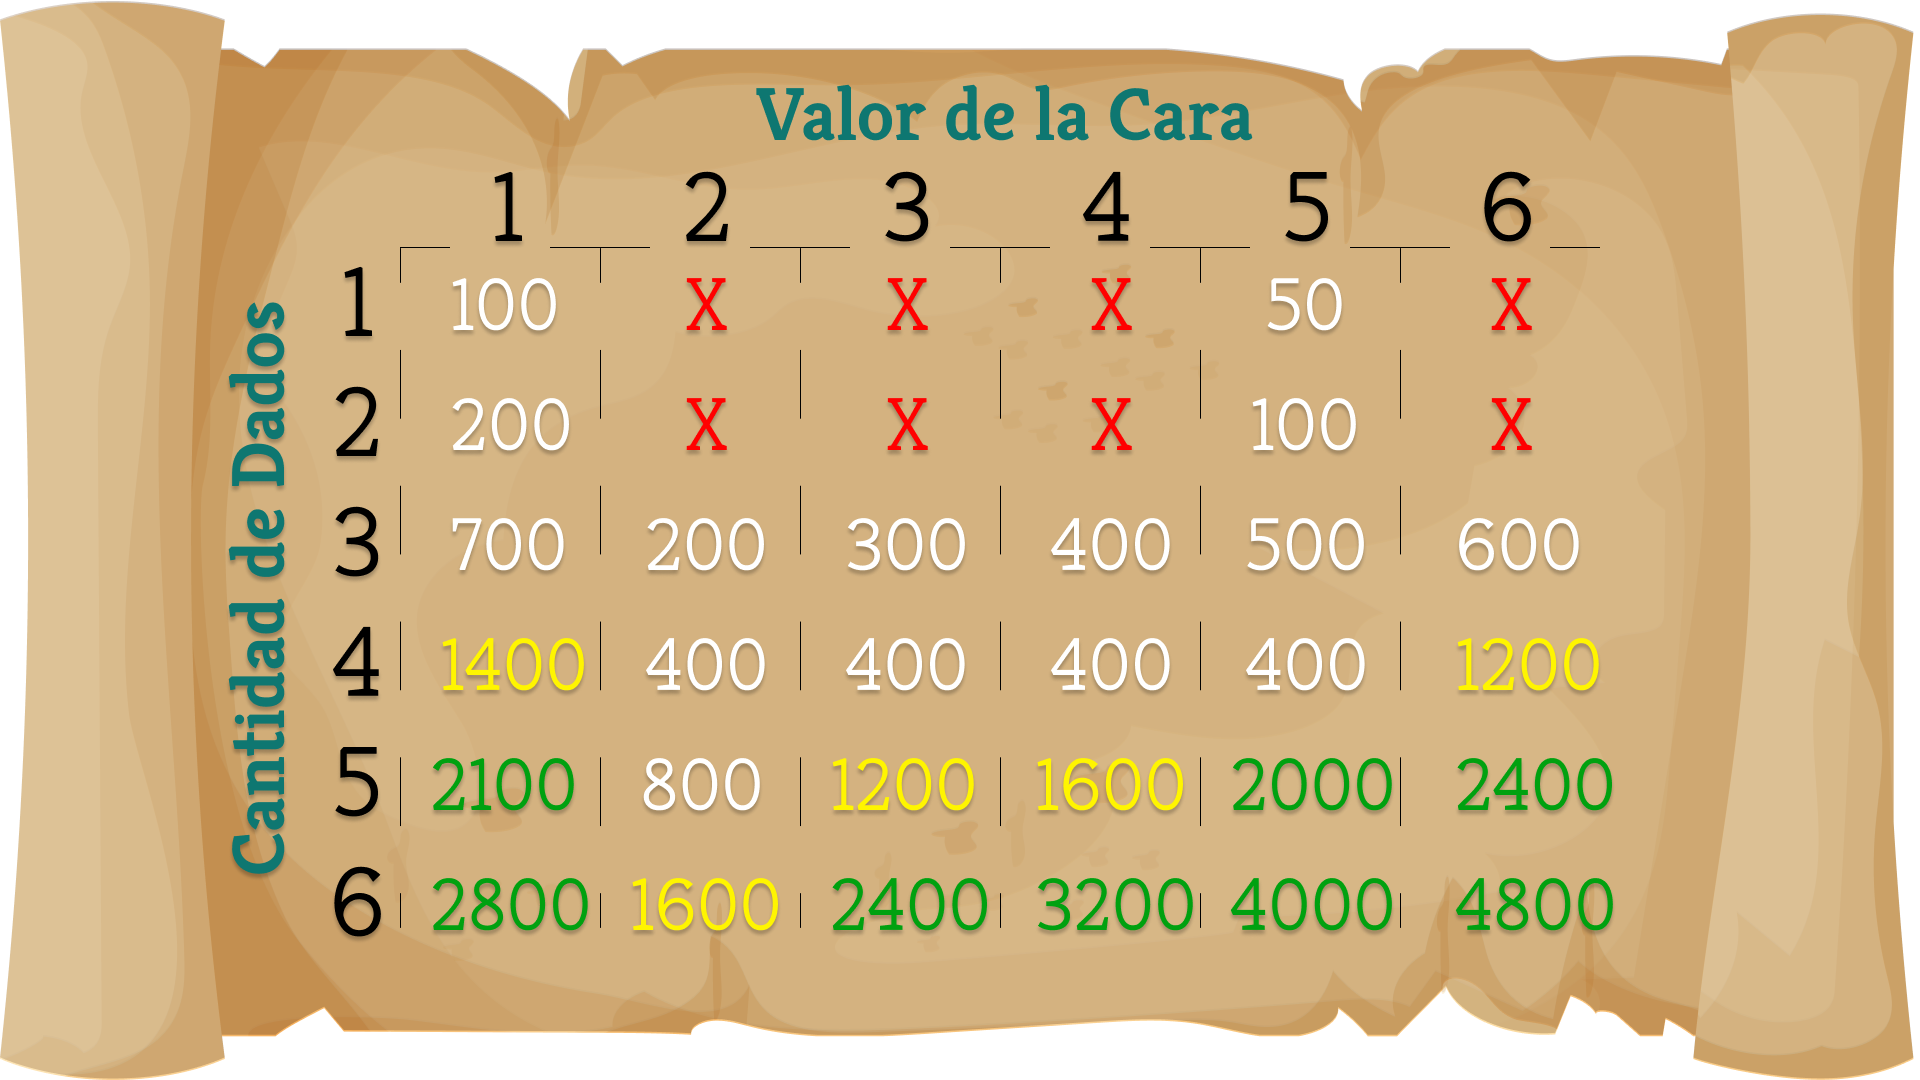 Valor de la Cara
1 2 3 4 5 6
Cantidad de Dados
1 100 X X X 50 X
2 200 X X X 100 X
3 700 200 300 400 500 600
4 1400 400 400 400 400 1200
5 2100 800 1200 1600 2000 2400
6 2800 1600 2400 3200 4000 4800